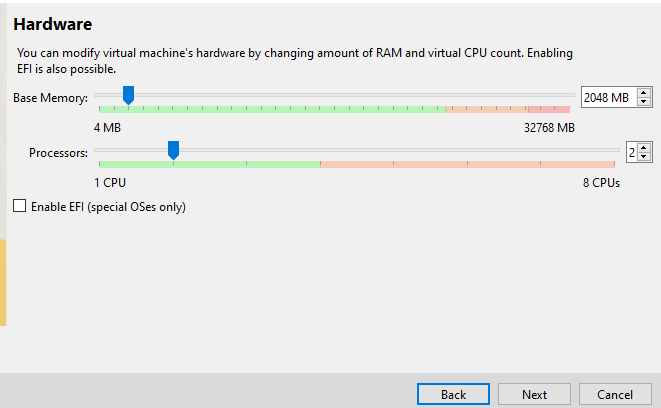 Hardware
You can modify virtual machine's hardware by changing amount of RAM and virtual CPU count. Enabling
EFI is also possible.
Base Memory: 2048 MB
4 MB 32768 MB
Processors: 2
1 CPU 8 CPUs
Enable EFI (special OSes only)
Back Next Cancel